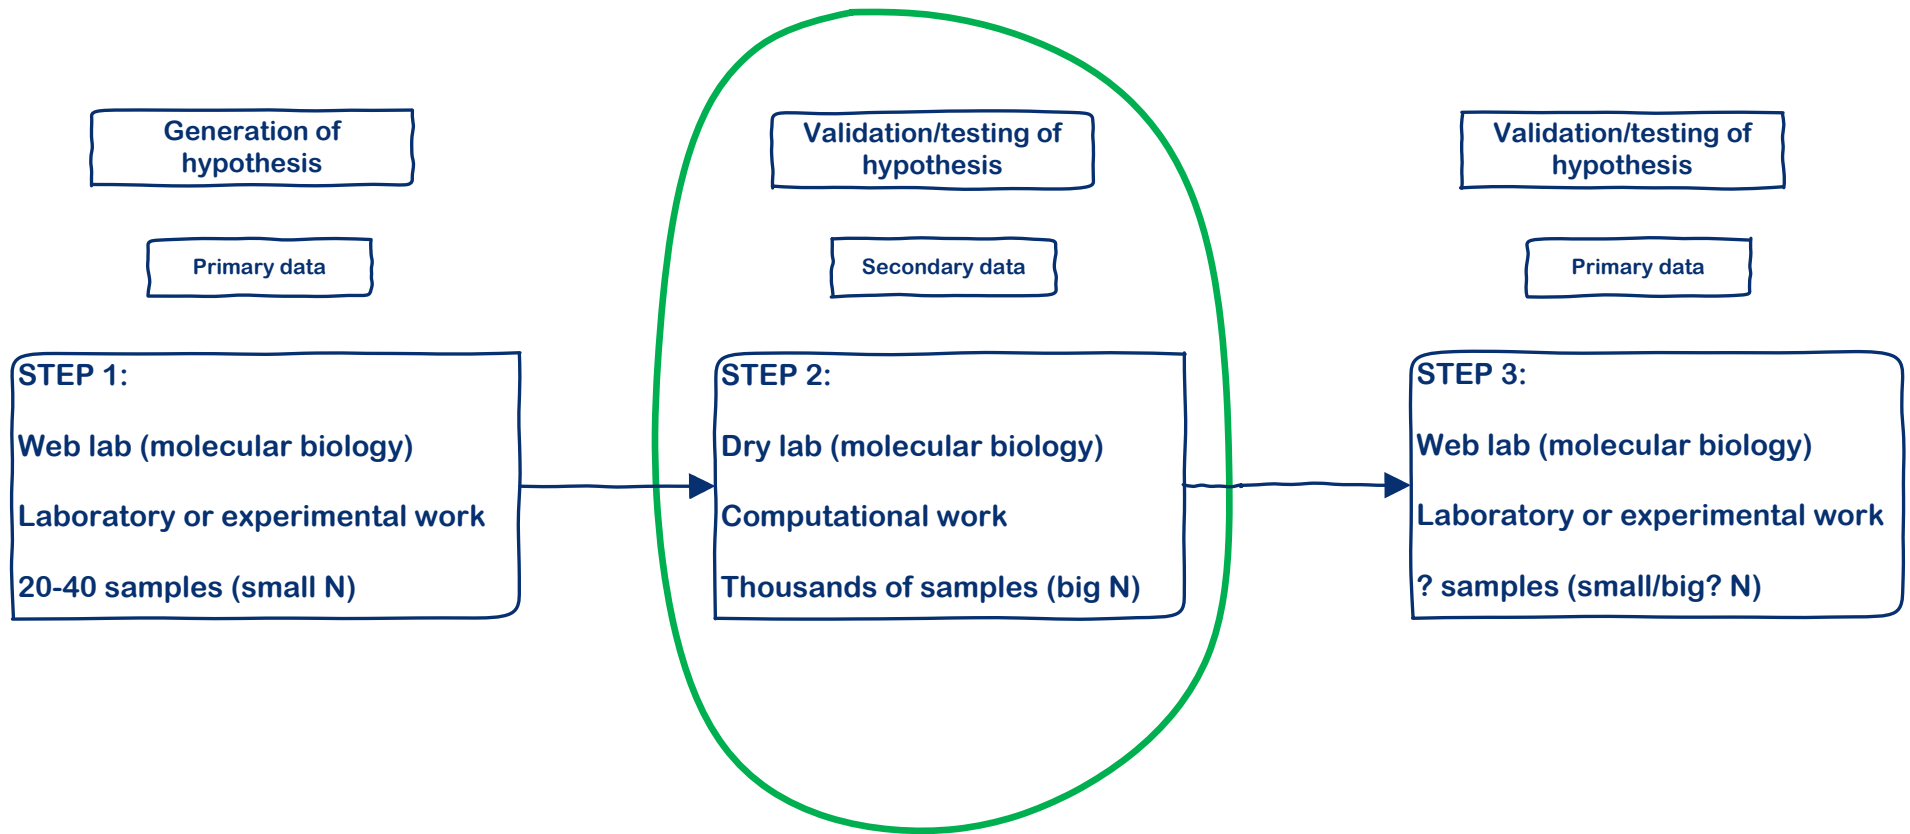 Generation of
hypothesis
Primary data
STEP 1:
Web lab (molecular biology)
Laboratory or experimental work
20-40 samples (small N)
Validation/testing of
hypothesis
Secondary data
STEP 2:
Dry lab (molecular biology)
Computational work
Thousands of samples (big N)
Validation/testing of
hypothesis
Primary data
STEP 3:
Web lab (molecular biology)
Laboratory or experimental work
? samples (small/big? N)